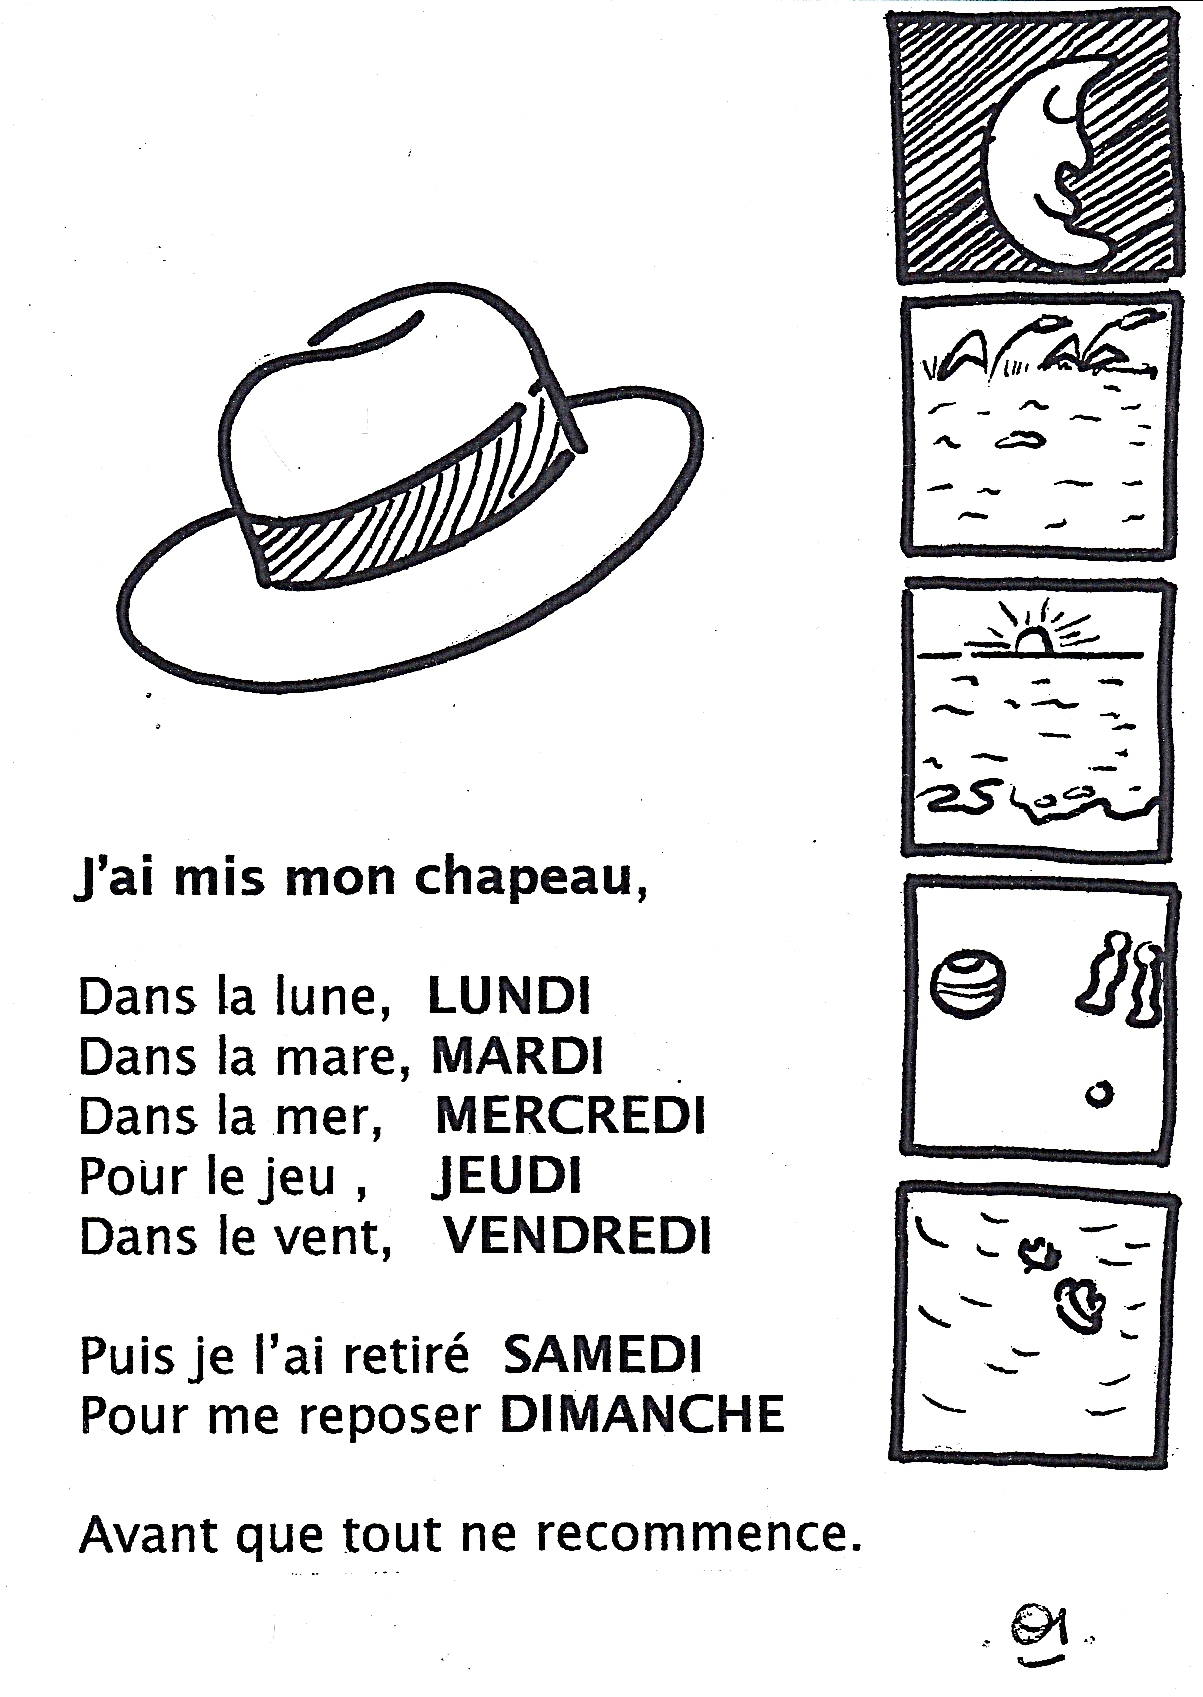 J'ai mis mon chapeau,
Dans la lune, LUNDI
Dans la mare, MARDI
Dans la mer, MERCREDI
Pour le jeu , JEUDI
Dans le vent, VENDREDI
Puis je l'ai retiré SAMEDI
Pour me reposer DIMANCHE
Avant que tout ne recommence.